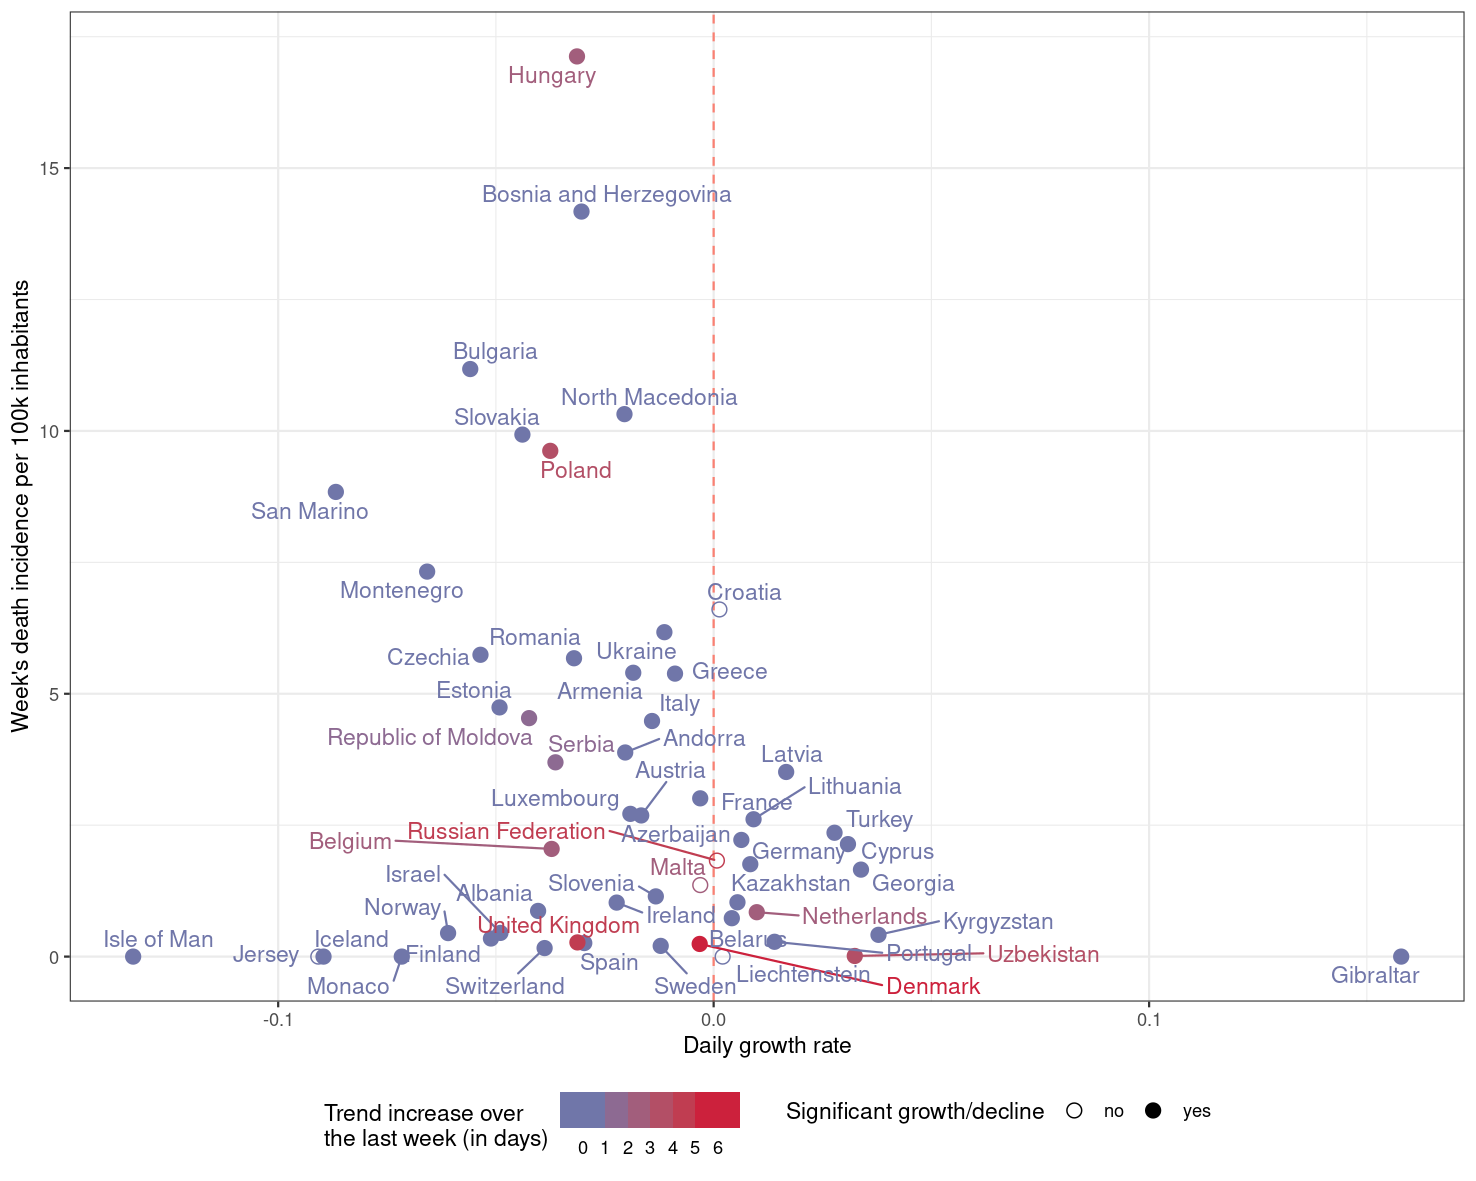 Hungary
15
Bosnia and Herzegovina
Bulgaria
North Macedonia
Slovakia
10
Poland
San Marino
Montenegro
Croatia
Romania
Ukraine
Czechia
Greece
Estonia
Armenia
5
Italy
Republic of Moldova
Serbia
Andorra
Latvia
Austria
Lithuania
Luxembourg
France
Turkey
Russian Federation
Azerbaijan
Belgium
Germany
Cyprus
Malta
Israel
Slovenia
Kazakhstan
Georgia
Albania
Norway
Ireland
Netherlands
Kyrgyzstan
United Kingdom
Isle of Man
Iceland
Belarus
Jersey
Finland
Portugal
Uzbekistan
0
Spain
Liechtenstein
Gibraltar
Monaco
Switzerland
Sweden
Denmark
Week's death incidence per 100k inhabitants
-0.1
0.0
0.1
Daily growth rate
Trend increase over
the last week (in days)
0 1 2 3 4 5 6
Significant growth/decline
no
yes